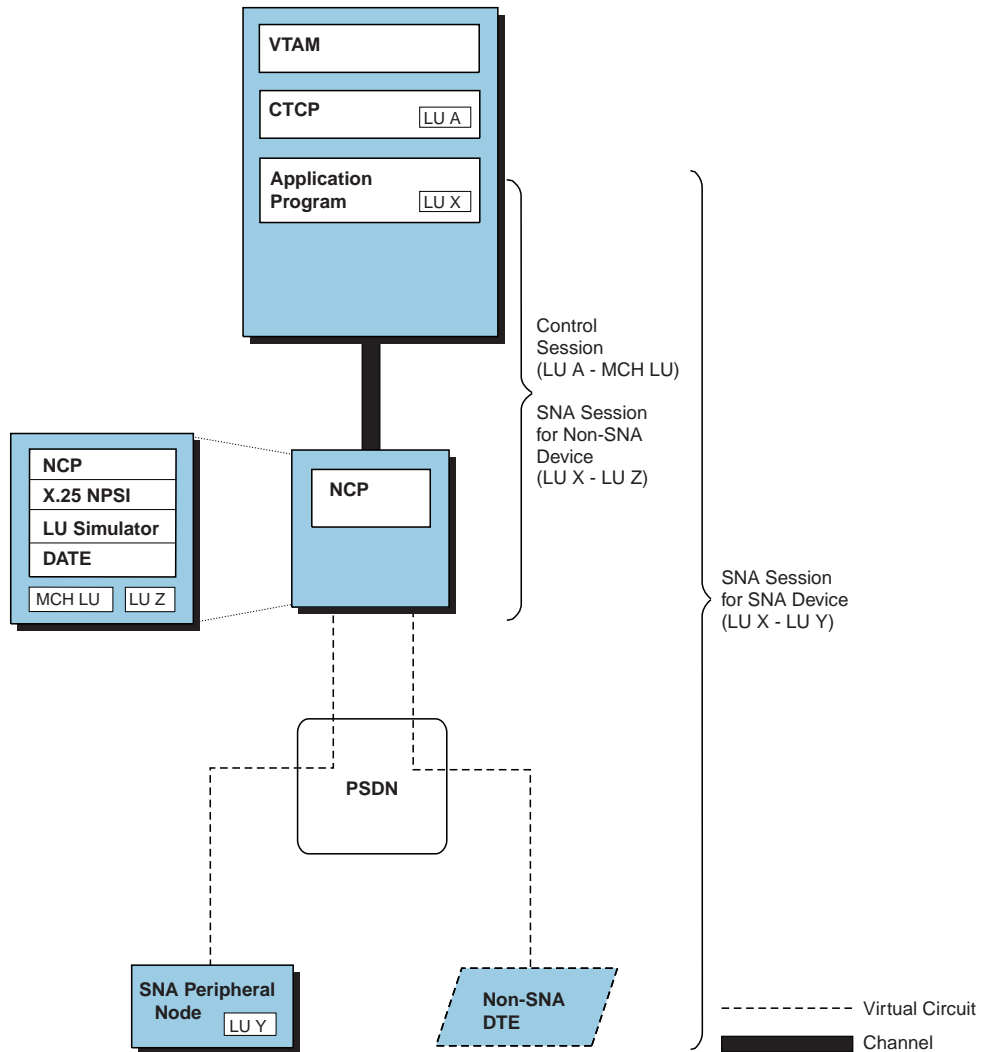 VTAM
CTCP
LU A
Application
Program
LU X
Control
Session
(LU A - MCH LU)
SNA Session
for Non-SNA
Device
(LU X - LU Z)
NCP
X.25 NPSI
LU Simulator
DATE
MCH LU
LU Z
NCP
SNA Session
for SNA Device
(LU X - LU Y)
PSDN
SNA Peripheral
Node
LU Y
Non-SNA
DTE
Virtual Circuit
Channel